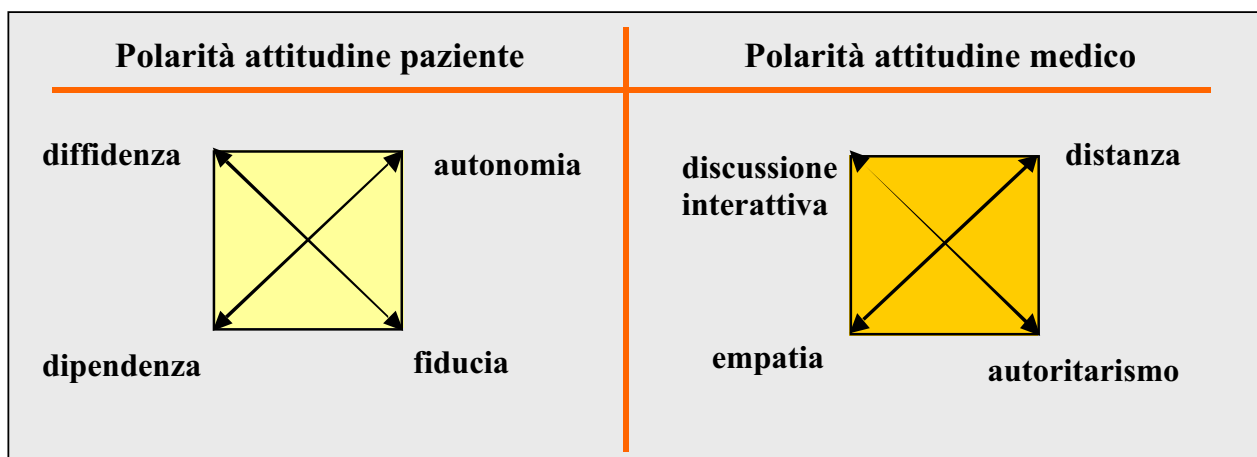 Polarità attitudine paziente
Polarità attitudine medico
diffidenza
autonomia
dipendenza
fiducia
discussione
interattiva
distanza
empatia
autoritarismo